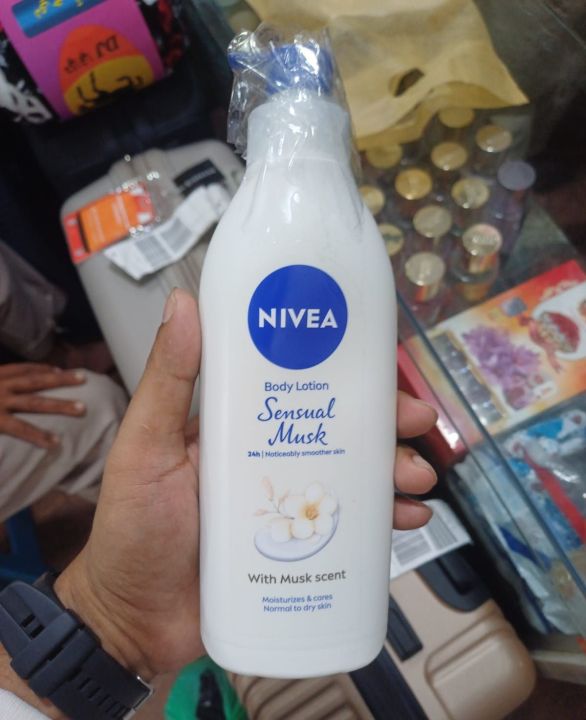 NIVEA
Body Lotion
Sensual
Musk
24h | Noticeably smoother skin
With Musk scent
Moisturizes & cares
Normal to dry skin